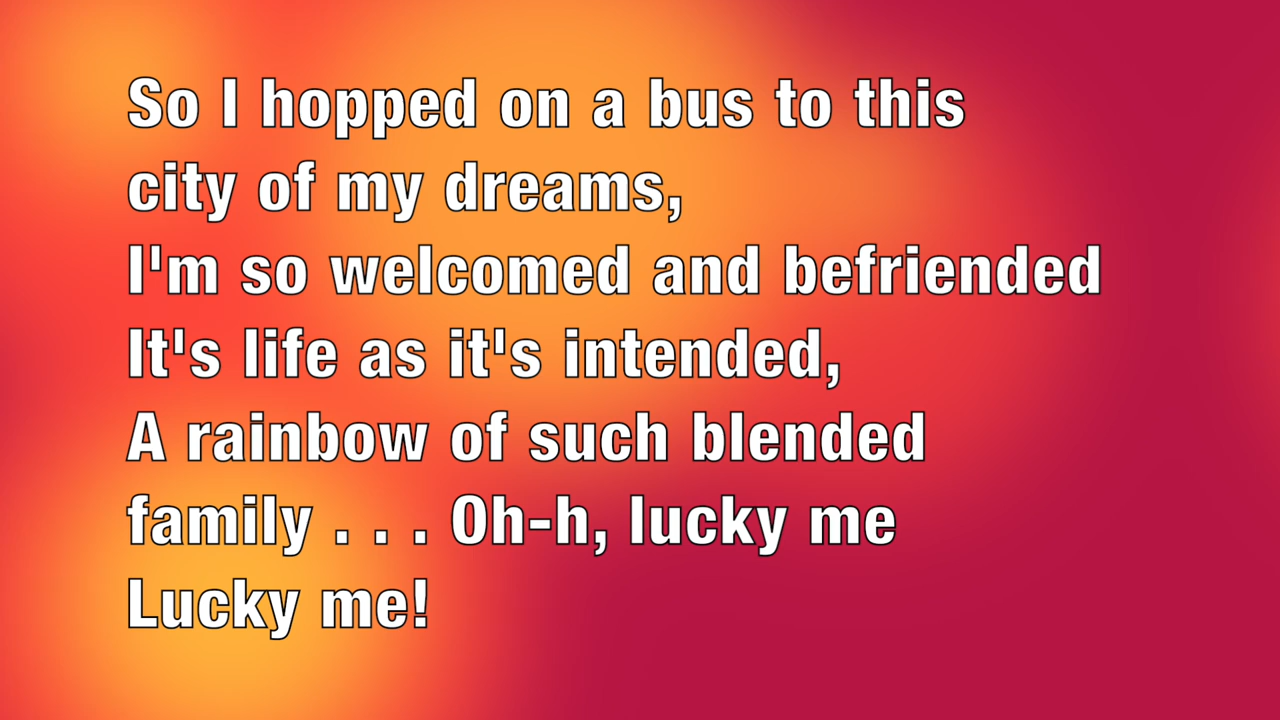 So I hopped on a bus to this
city of my dreams,
I'm so welcomed and befriended
It's life as it's intended,
A rainbow of such blended
family . . . Oh-h, lucky me
Lucky me!